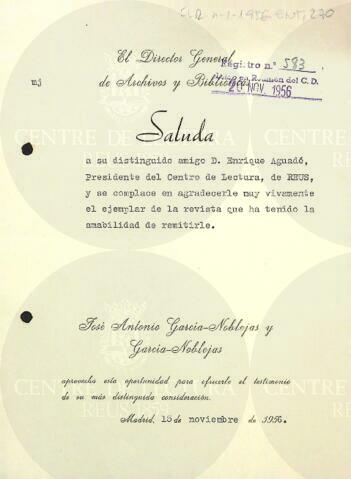 CLR n-1-1956 ENT, 270
El Director General
de Archivos y Bibliotecas
Registro n.º 583
Reunión del C. D.
20 NOV. 1956
mj
Saluda
a su distinguido amigo D. Enrique Aguadé,
Presidente del Centro de Lectura, de REUS,
y se complace en agradecerle muy vivamente
el ejemplar de la revista que ha tenido la
amabilidad de remitirle.
José Antonio García-Noblejas y
García-Noblejas
aprovecha esta oportunidad para ofrecerle el testimonio
de su más distinguida consideración.
Madrid, 15 de noviembre de 1956.